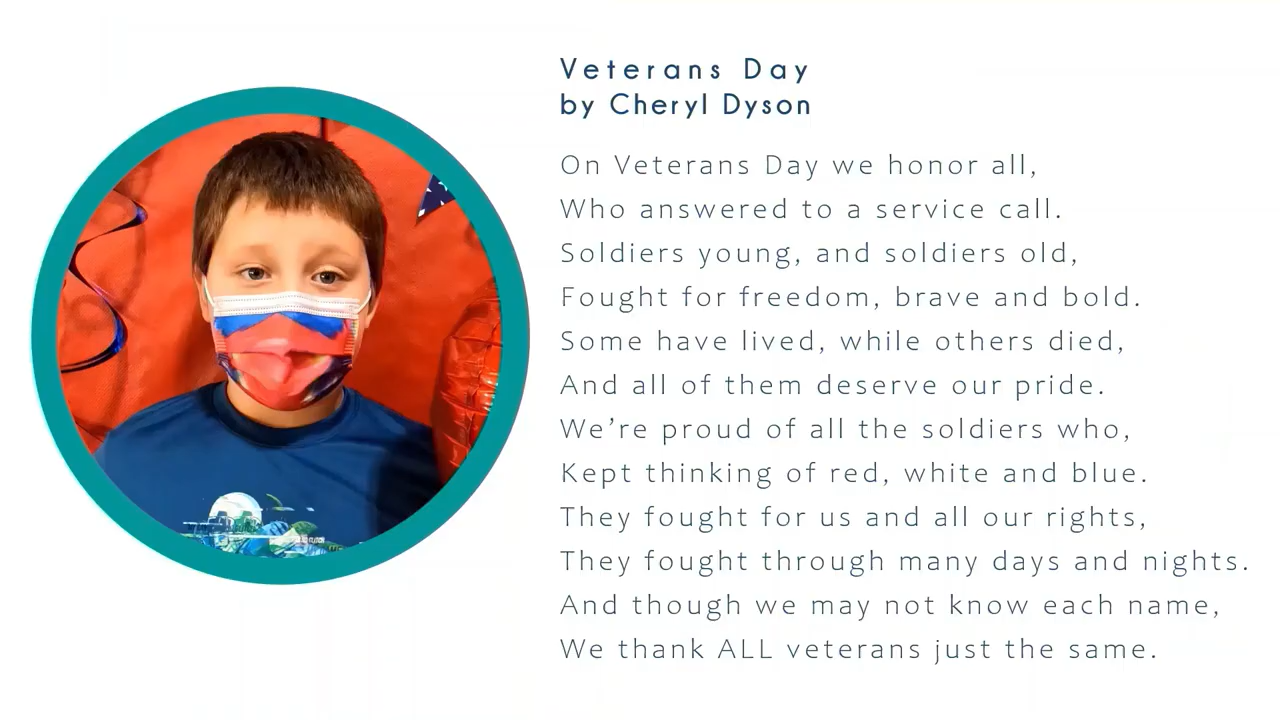 Veterans Day
by Cheryl Dyson
On Veterans Day we honor all,
Who answered to a service call.
Soldiers young, and soldiers old,
Fought for freedom, brave and bold.
Some have lived, while others died,
And all of them deserve our pride.
We’re proud of all the soldiers who,
Kept thinking of red, white and blue.
They fought for us and all our rights,
They fought through many days and nights.
And though we may not know each name,
We thank ALL veterans just the same.